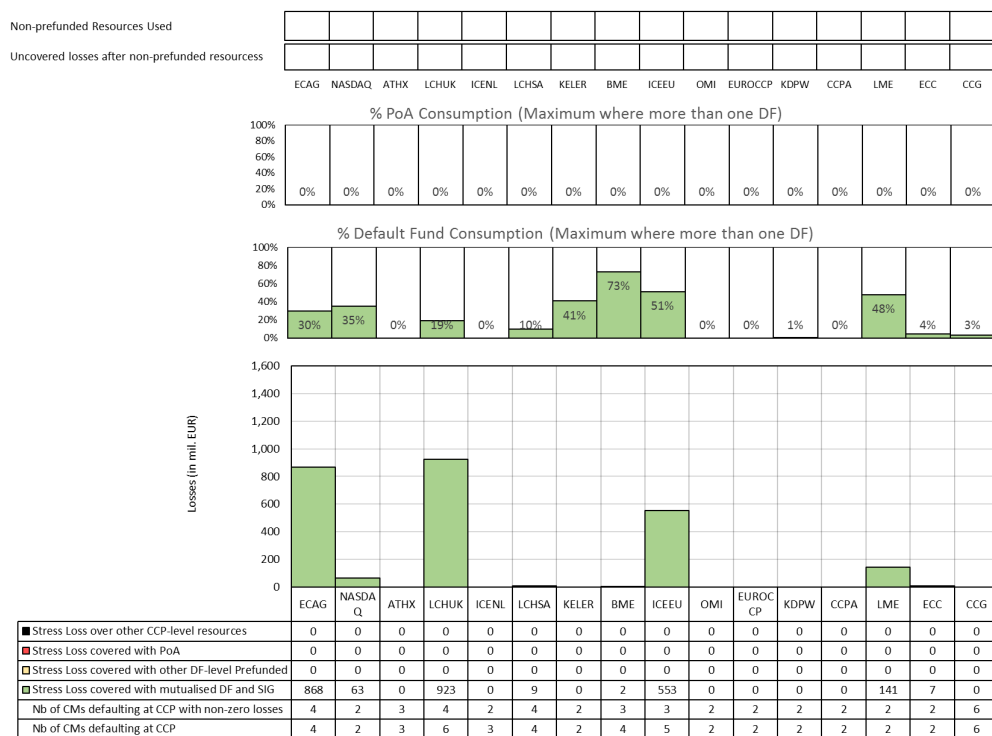 Non-prefunded Resources Used
Uncovered losses after non-prefunded resourcess
ECAG NASDAQ ATHX LCHUK ICENL LCHSA KELER BME ICEEU OMI EUROCCP KDPW CCPA LME ECC CCG
% PoA Consumption (Maximum where more than one DF)
100%
80%
60%
40%
20%
0%
0% 0% 0% 0% 0% 0% 0% 0% 0% 0% 0% 0% 0% 0% 0% 0%
% Default Fund Consumption (Maximum where more than one DF)
100%
80%
60%
40%
20%
0%
30% 35% 0% 19% 0% 10% 41% 73% 51% 0% 0% 1% 0% 48% 4% 3%
Losses (in mil. EUR)
1,600
1,400
1,200
1,000
800
600
400
200
0
ECAG NASDA Q ATHX LCHUK ICENL LCHSA KELER BME ICEEU OMI EUROC CP KDPW CCPA LME ECC CCG
Stress Loss over other CCP-level resources 0 0 0 0 0 0 0 0 0 0 0 0 0 0 0 0
Stress Loss covered with PoA 0 0 0 0 0 0 0 0 0 0 0 0 0 0 0 0
Stress Loss covered with other DF-level Prefunded 0 0 0 0 0 0 0 0 0 0 0 0 0 0 0 0
Stress Loss covered with mutualised DF and SIG 868 63 0 923 0 9 0 2 553 0 0 0 0 141 7 0
Nb of CMs defaulting at CCP with non-zero losses 4 2 3 4 2 4 2 3 3 2 2 2 2 2 2 6
Nb of CMs defaulting at CCP 4 2 3 6 3 4 2 4 5 2 2 2 2 2 2 6